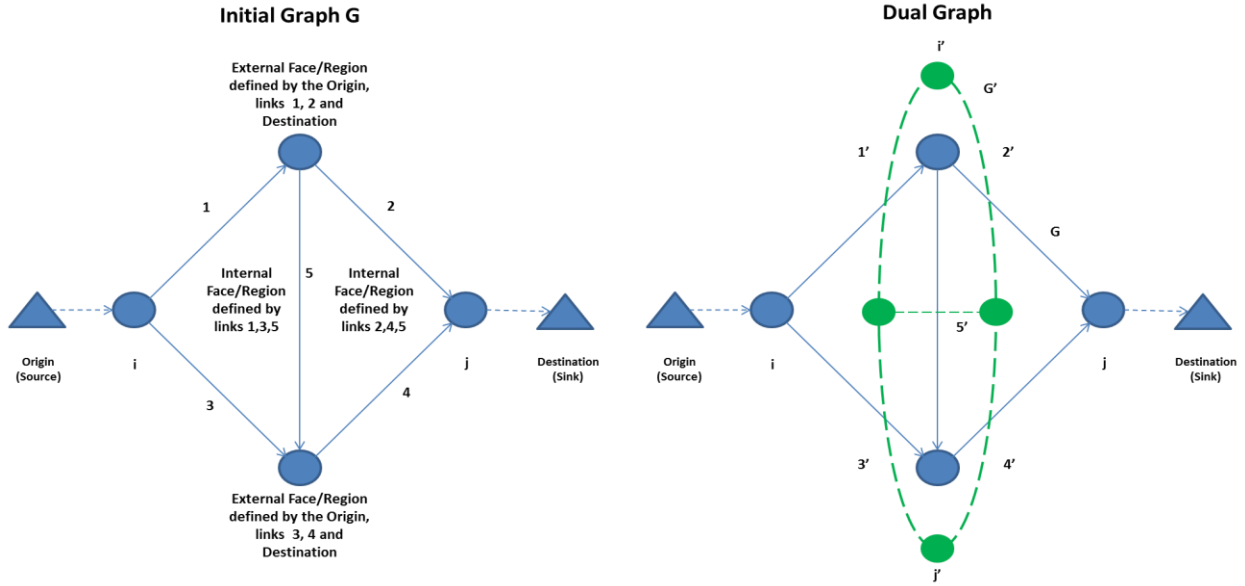 Initial Graph G
External Face/Region
defined by the Origin,
links 1, 2 and
Destination
1
2
5
Internal
Face/Region
defined by
links 1,3,5
Internal
Face/Region
defined by
links 2,4,5
Origin
(Source)
i
j
Destination
(Sink)
3
4
External Face/Region
defined by the Origin,
links 3, 4 and
Destination
Dual Graph
i'
G'
1'
2'
G
5'
Origin
(Source)
i
j
Destination
(Sink)
3'
4'
j'